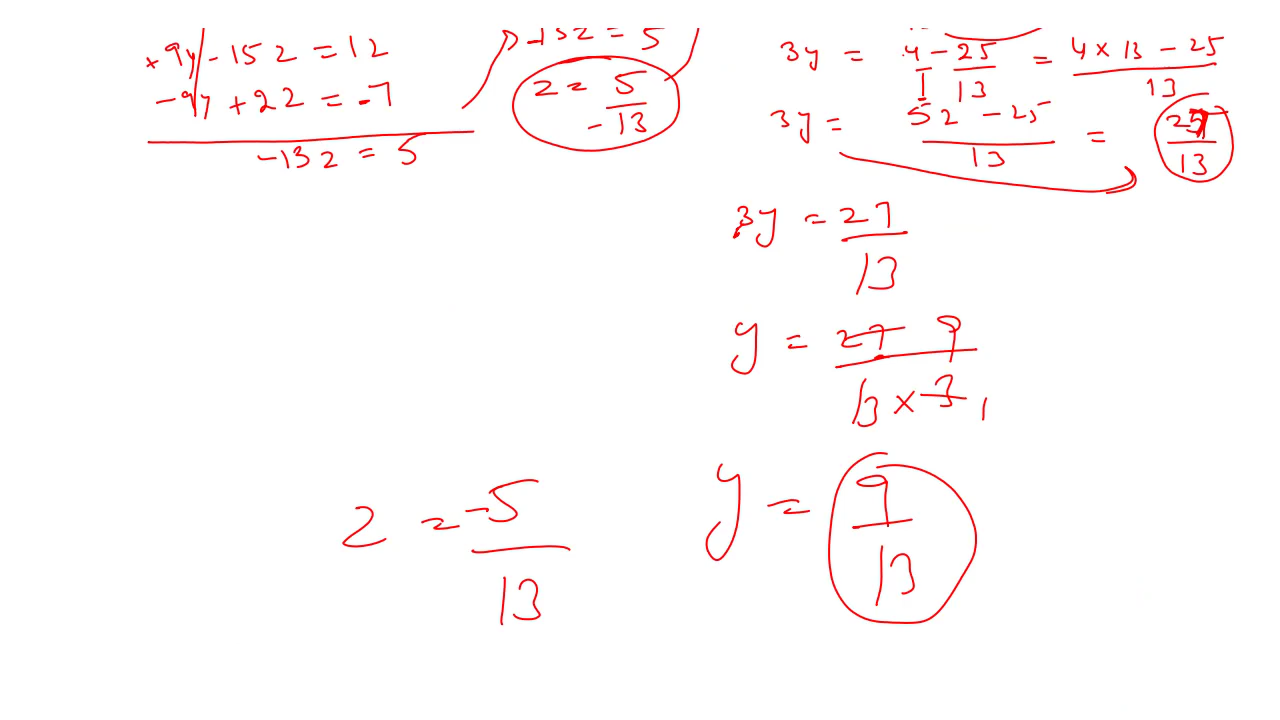 +9y - 15z = 12
-9y + 2z = -7
-13z = 5
-13z = 5
z = 5/-13
3y = 4/1 - 25/13 = 4 × 13 - 25/13
3y = 52 - 25/13 = 27/13
3y = 27/13
y = 27 9/13 × 3 1
z = -5/13
y = 9/13